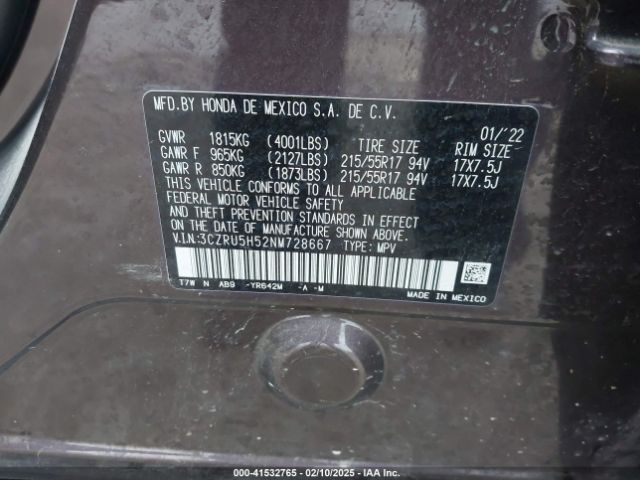 MFD.BY HONDA DE MEXICO S.A. DE C.V.
01/'22
GVWR 1815KG (4001LBS) TIRE SIZE RIM SIZE
GAWR F 965KG (2127LBS) 215/55R17 94V 17X7.5J
GAWR R 850KG (1873LBS) 215/55R17 94V 17X7.5J
THIS VEHICLE CONFORMS TO ALL APPLICABLE
FEDERAL MOTOR VEHICLE SAFETY
AND THEFT PREVENTION STANDARDS IN EFFECT
ON THE DATE OF MANUFACTURE SHOWN ABOVE.
V.I.N:3CZRU5H52NM728667 TYPE: MPV
T7W N AB9 -YR642M -A -M MADE IN MEXICO
000-41532765 - 02/10/2025 - IAA Inc.